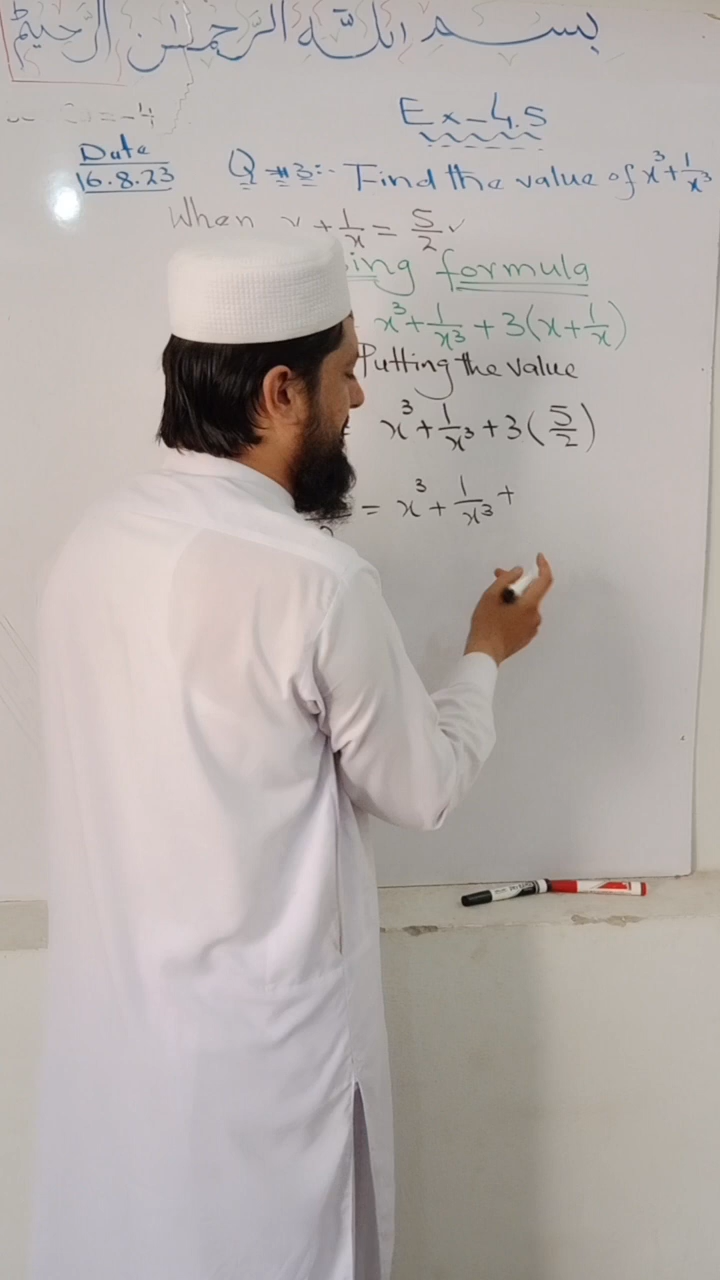 بسم الله الرحمن الرحيم
Ex-4.5
Date
16.8.23
Q #3:- Find the value of x³+1/x³
When x + 1/x = 5/2 ✓
ing formula
x³ + 1/x³ + 3(x + 1/x)
Putting the value
x³ + 1/x³ + 3(5/2)
= x³ + 1/x³ +